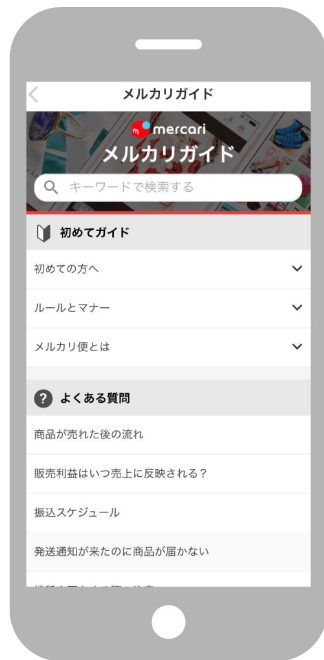 メルカリガイド
mercari
メルカリガイド
キーワードで検索する
初めてガイド
初めての方へ
ルールとマナー
メルカリ便とは
? よくある質問
商品が売れた後の流れ
販売利益はいつ売上に反映される？
振込スケジュール
発送通知が来たのに商品が届かない